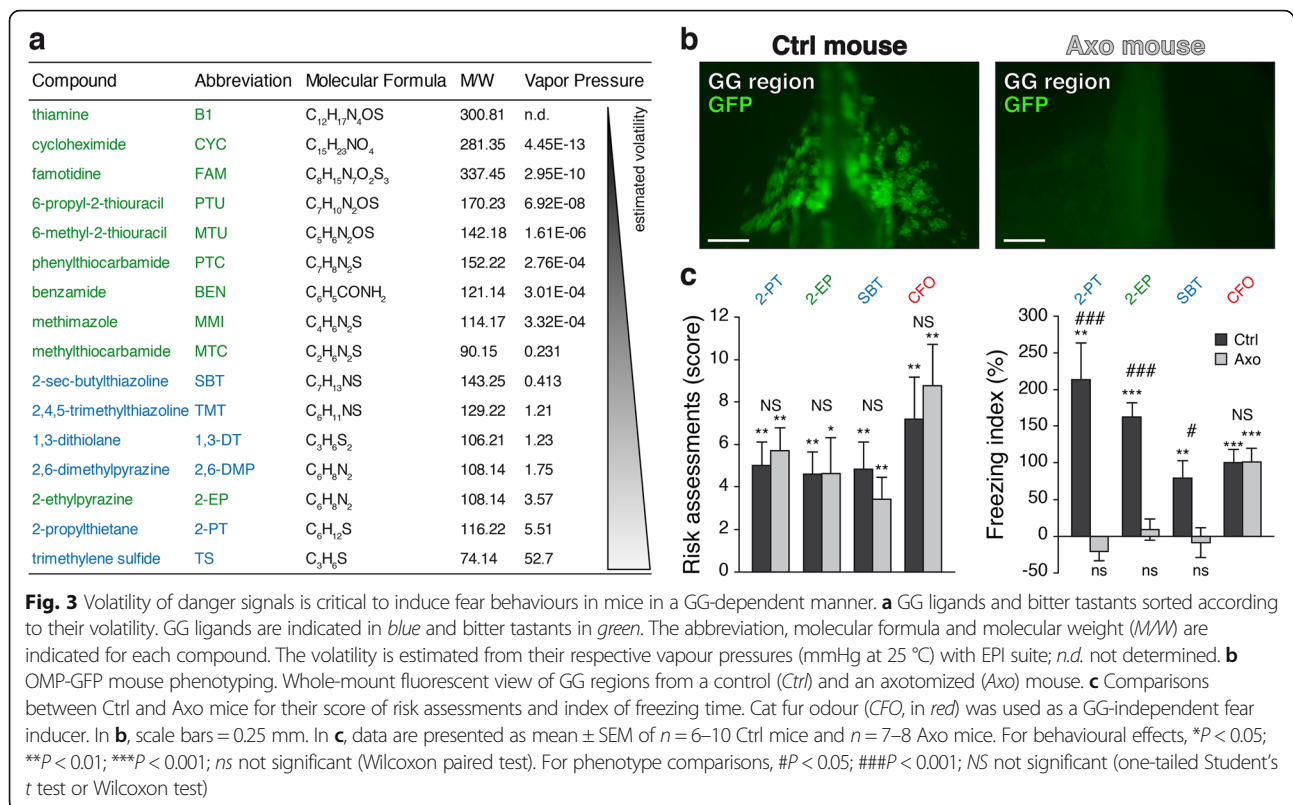 a
Compound Abbreviation Molecular Formula M/W Vapor Pressure
thiamine B1 C12H17N4OS 300.81 n.d.
cycloheximide CYC C15H23NO4 281.35 4.45E-13
famotidine FAM C8H15N7O2S3 337.45 2.95E-10
6-propyl-2-thiouracil PTU C7H10N2OS 170.23 6.92E-08
6-methyl-2-thiouracil MTU C5H6N2OS 142.18 1.61E-06
phenylthiocarbamide PTC C7H8N2S 152.22 2.76E-04
benzamide BEN C6H5CONH2 121.14 3.01E-04
methimazole MMI C4H6N2S 114.17 3.32E-04
methylthiocarbamide MTC C2H6N2S 90.15 0.231
2-sec-butylthiazoline SBT C7H13NS 143.25 0.413
2,4,5-trimethylthiazoline TMT C6H11NS 129.22 1.21
1,3-dithiolane 1,3-DT C3H6S2 106.21 1.23
2,6-dimethylpyrazine 2,6-DMP C6H8N2 108.14 1.75
2-ethylpyrazine 2-EP C6H8N2 108.14 3.57
2-propylthietane 2-PT C6H12S 116.22 5.51
trimethylene sulfide TS C3H6S 74.14 52.7
estimated volatility
b
Ctrl mouse
GG region
GFP
Axo mouse
GG region
GFP
c
2-PT 2-EP SBT CFO
Risk assessments (score)
12
10
8
6
4
2
0
NS
** **
NS
** *
** **
NS
** **
2-PT 2-EP SBT CFO
Freezing index (%)
300
250
200
150
100
50
0
-50
###
**
###
***
#
**
NS
*** ***
ns ns ns
Ctrl
Axo
Fig. 3 Volatility of danger signals is critical to induce fear behaviours in mice in a GG-dependent manner. a GG ligands and bitter tastants sorted according
to their volatility. GG ligands are indicated in blue and bitter tastants in green. The abbreviation, molecular formula and molecular weight (M/W) are
indicated for each compound. The volatility is estimated from their respective vapour pressures (mmHg at 25 °C) with EPI suite; n.d. not determined. b
OMP-GFP mouse phenotyping. Whole-mount fluorescent view of GG regions from a control (Ctrl) and an axotomized (Axo) mouse. c Comparisons
between Ctrl and Axo mice for their score of risk assessments and index of freezing time. Cat fur odour (CFO, in red) was used as a GG-independent fear
inducer. In b, scale bars = 0.25 mm. In c, data are presented as mean ± SEM of n = 6–10 Ctrl mice and n = 7–8 Axo mice. For behavioural effects, *P < 0.05;
**P < 0.01; ***P < 0.001; ns not significant (Wilcoxon paired test). For phenotype comparisons, #P < 0.05; ###P < 0.001; NS not significant (one-tailed Student's
t test or Wilcoxon test)